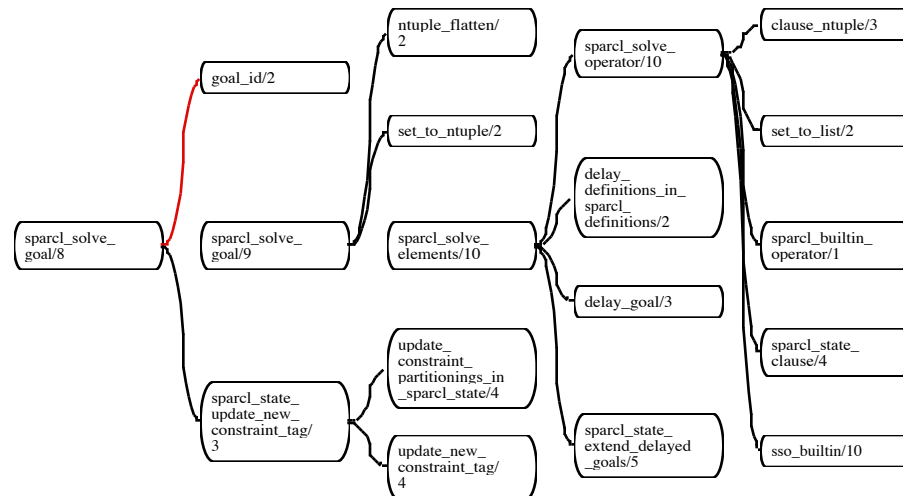 sparcl_solve_
goal/8
goal_id/2
sparcl_solve_
goal/9
sparcl_state_
update_new_
constraint_tag/
3
ntuple_flatten/
2
set_to_ntuple/2
sparcl_solve_
elements/10
update_
constraint_
partitionings_in
_sparcl_state/4
update_new_
constraint_tag/
4
sparcl_solve_
operator/10
delay_
definitions_in_
sparcl_
definitions/2
delay_goal/3
sparcl_state_
extend_delayed
_goals/5
clause_ntuple/3
set_to_list/2
sparcl_builtin_
operator/1
sparcl_state_
clause/4
sso_builtin/10